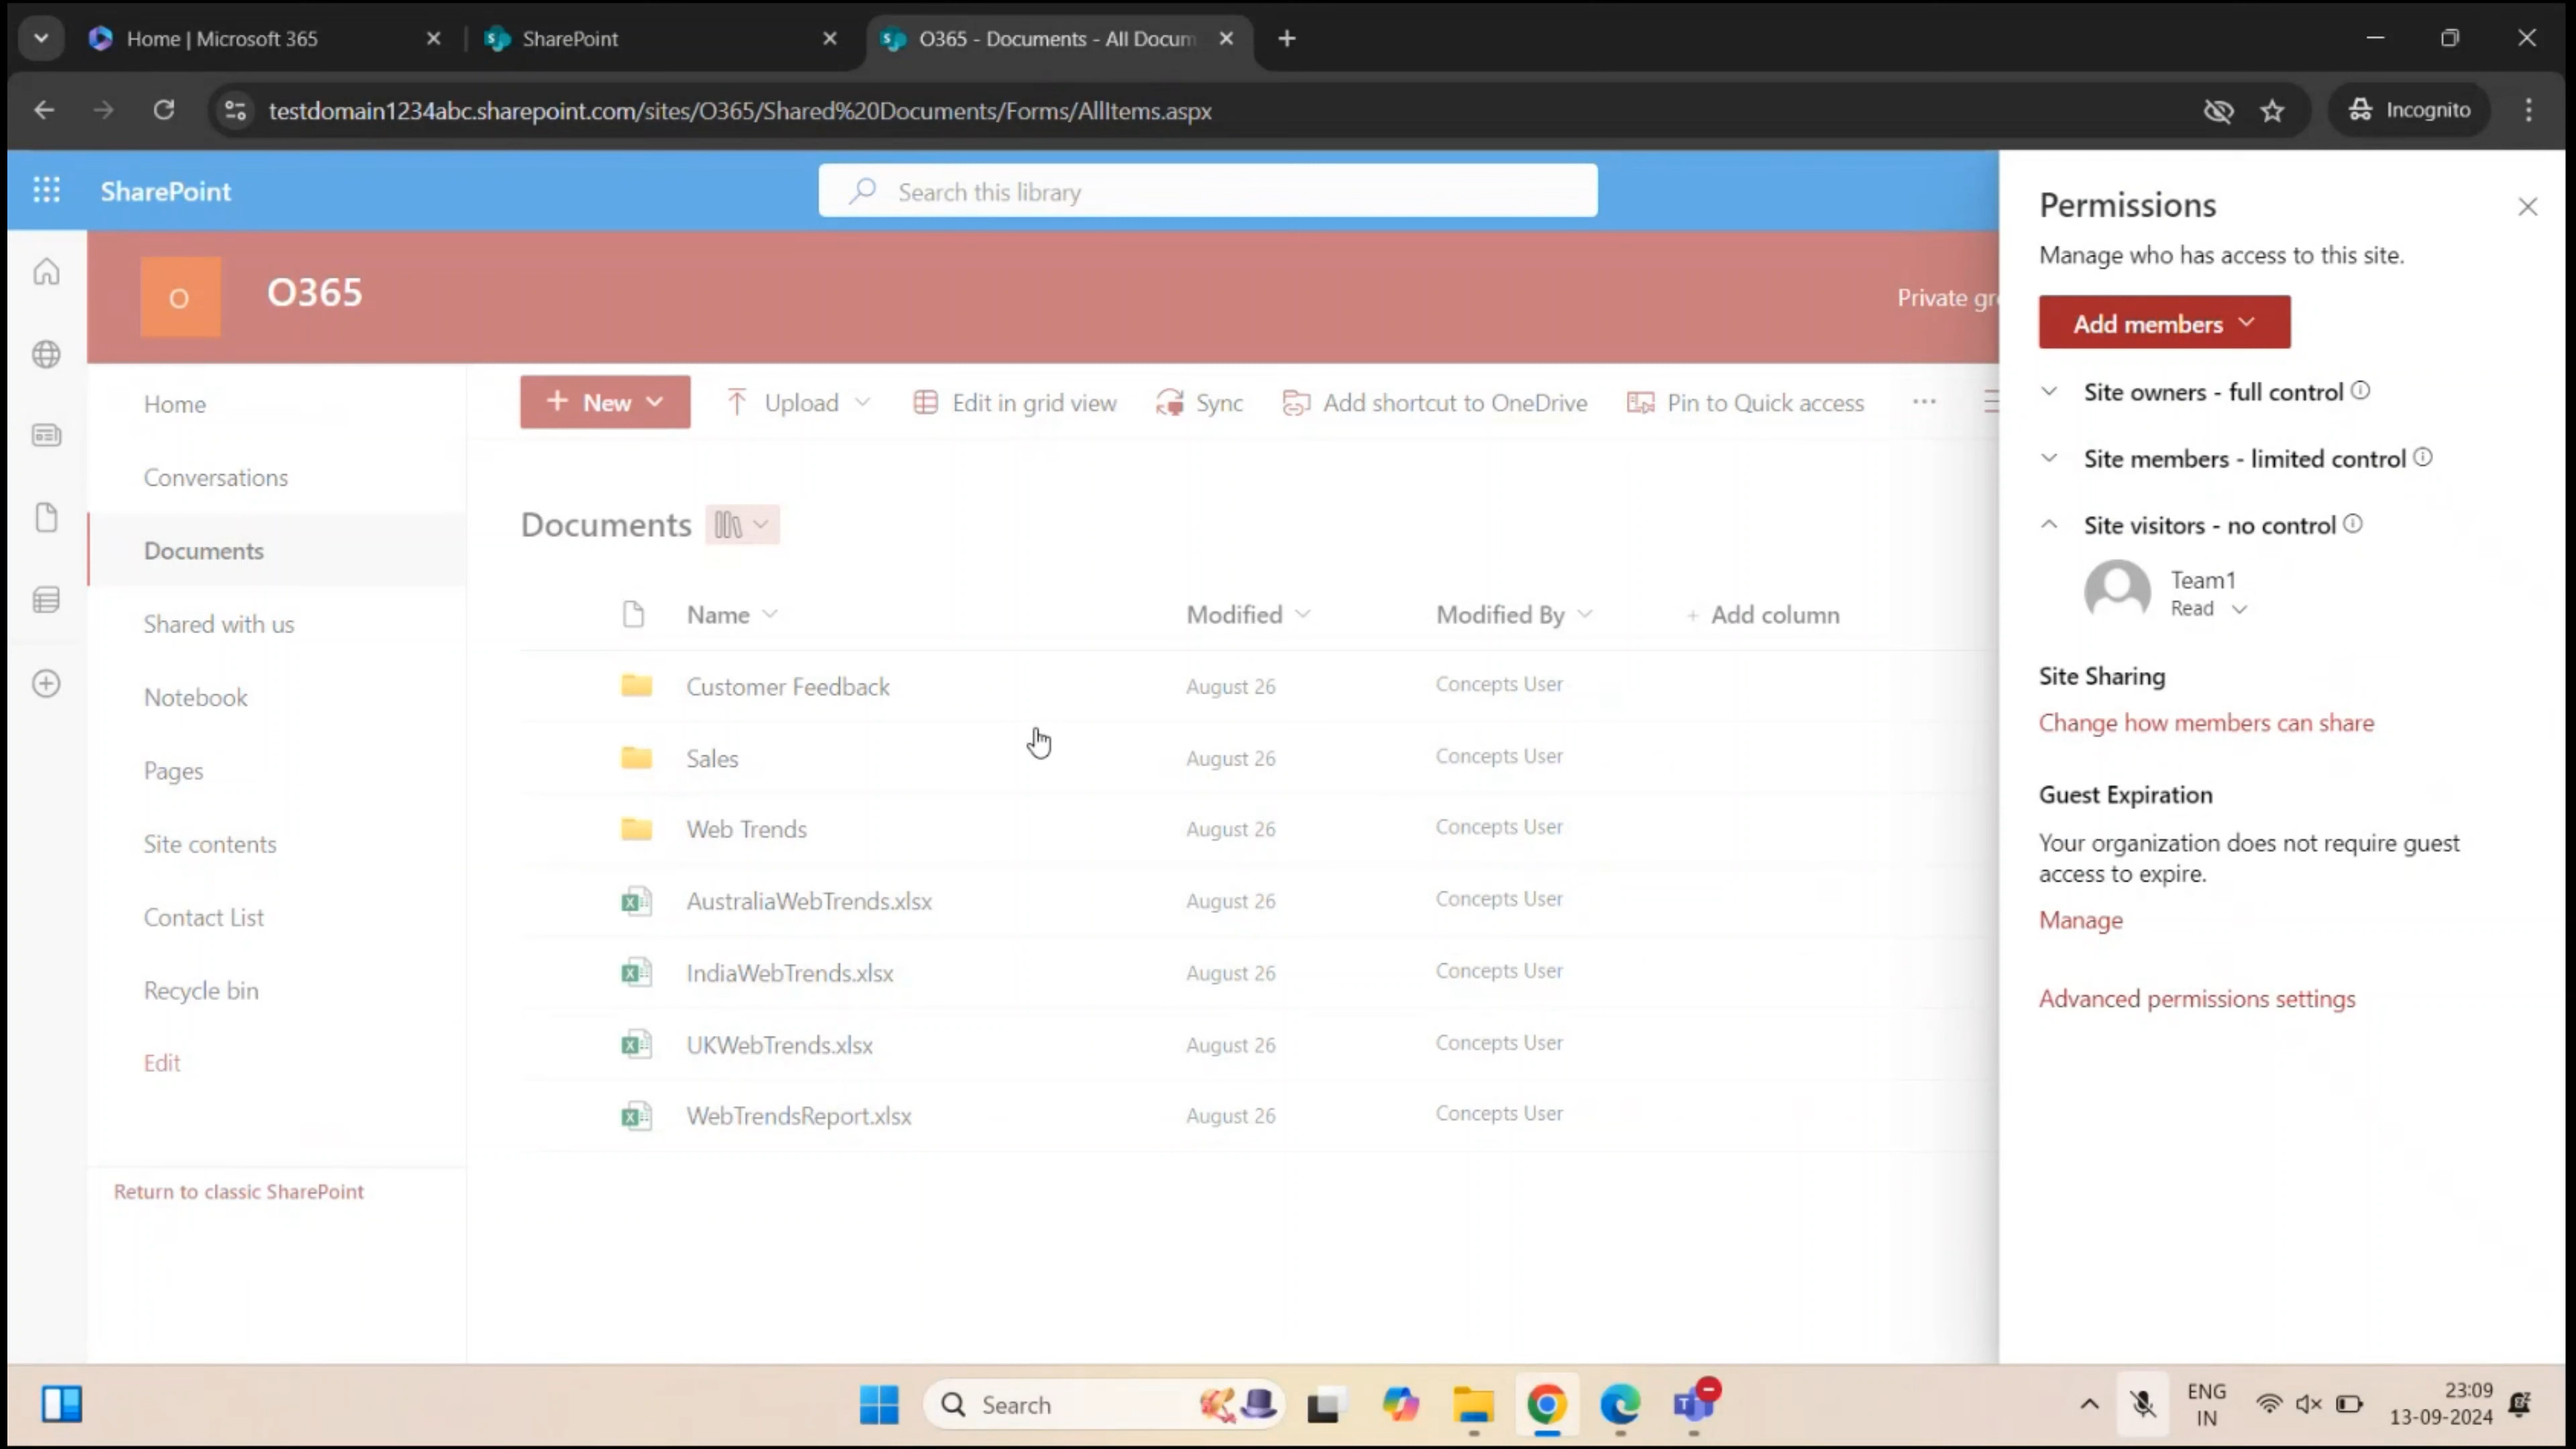 Home | Microsoft 365
SharePoint
O365 - Documents - All Docum
testdomain1234abc.sharepoint.com/sites/O365/Shared%20Documents/Forms/AllItems.aspx
Incognito
SharePoint
Search this library
O
O365
Private gr
Home
Conversations
Documents
Shared with us
Notebook
Pages
Site contents
Contact List
Recycle bin
Edit
Return to classic SharePoint
New
Upload
Edit in grid view
Sync
Add shortcut to OneDrive
Pin to Quick access
Documents
Name Modified Modified By + Add column
Customer Feedback August 26 Concepts User
Sales August 26 Concepts User
Web Trends August 26 Concepts User
AustraliaWebTrends.xlsx August 26 Concepts User
IndiaWebTrends.xlsx August 26 Concepts User
UKWebTrends.xlsx August 26 Concepts User
WebTrendsReport.xlsx August 26 Concepts User
Permissions
Manage who has access to this site.
Add members
Site owners - full control
Site members - limited control
Site visitors - no control
Team1
Read
Site Sharing
Change how members can share
Guest Expiration
Your organization does not require guest
access to expire.
Manage
Advanced permissions settings
Search
ENG
IN
23:09
13-09-2024